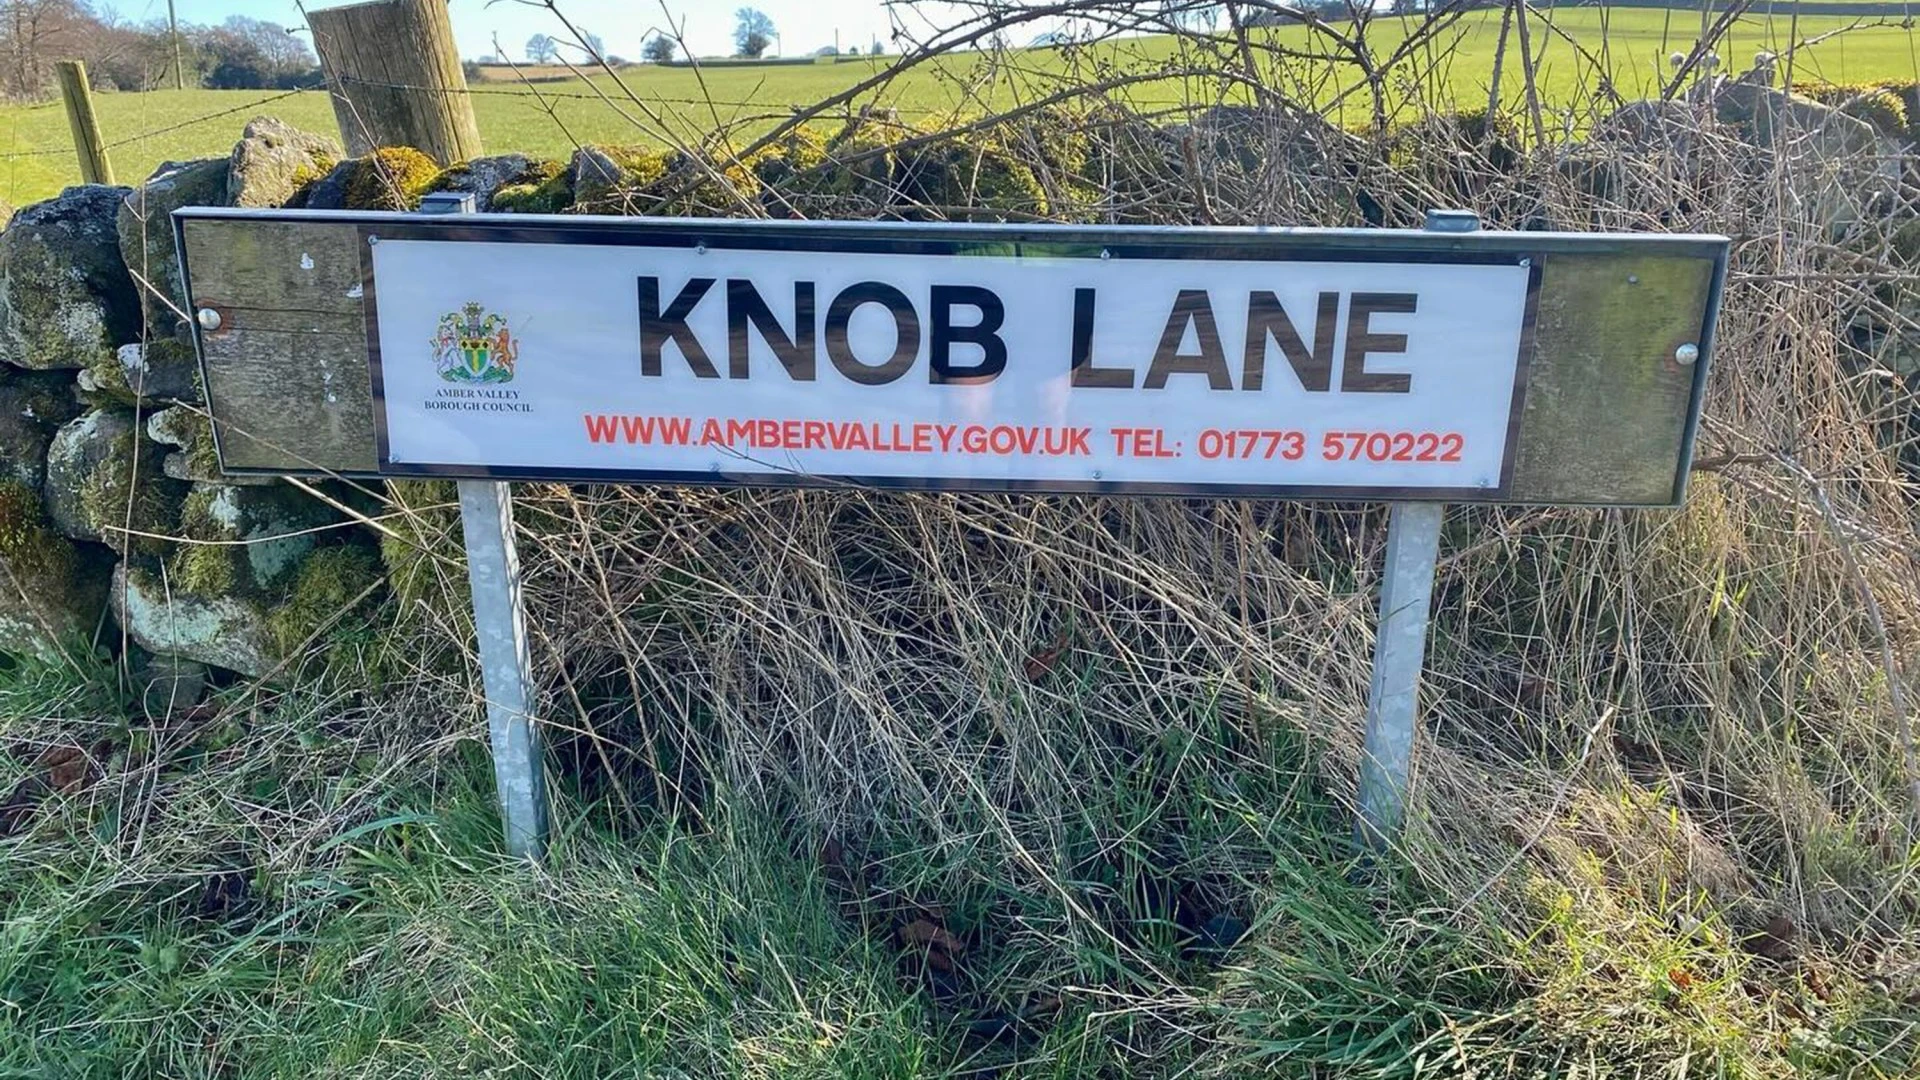 KNOB LANE
AMBER VALLEY
BOROUGH COUNCIL
WWW.AMBERVALLEY.GOV.UK TEL: 01773 570222